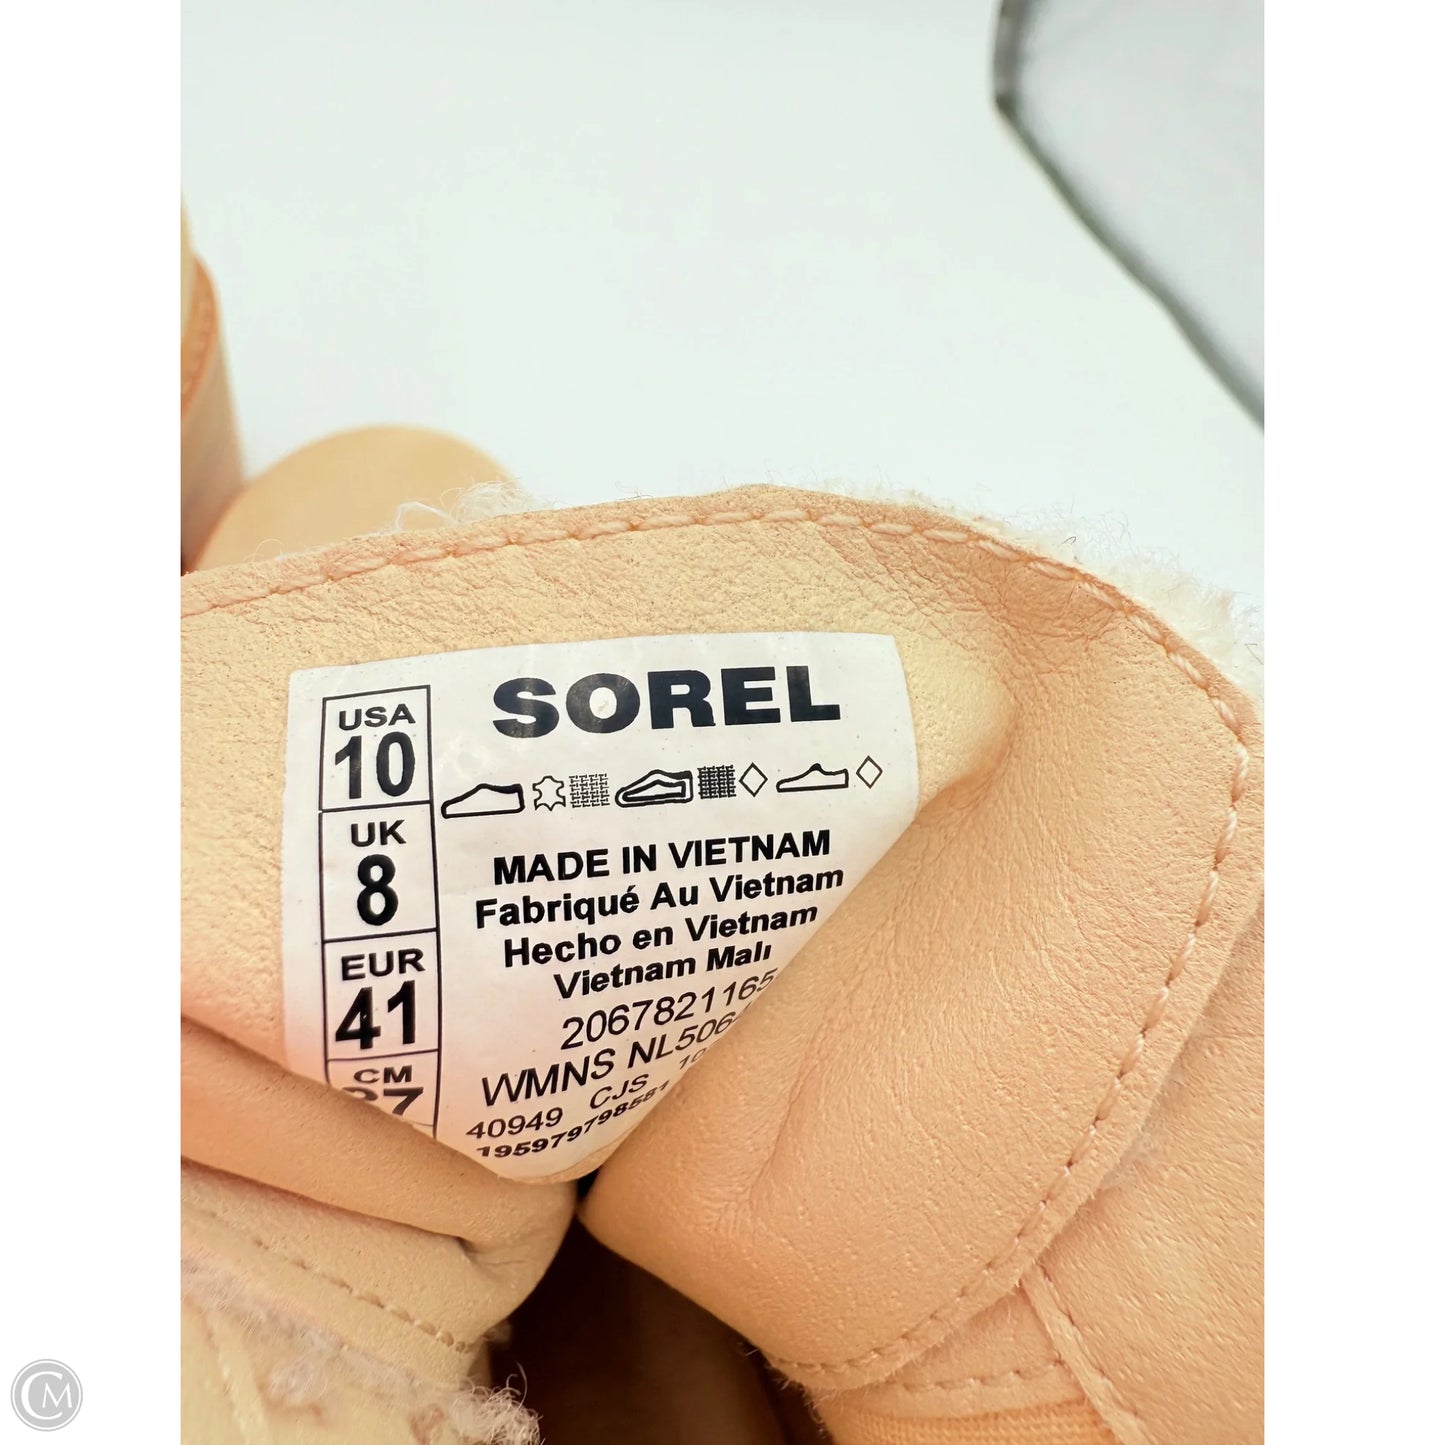 SOREL
USA
10
UK
8
EUR
41
CM
MADE IN VIETNAM
Fabriqué Au Vietnam
Hecho en Vietnam
Vietnam Malı
WMNS
40949 CJS
CM